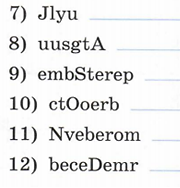 7) Jlyu
8) uusgtA
9) embSterep
10) ctOoerb
11) Nveberom
12) beceDemr